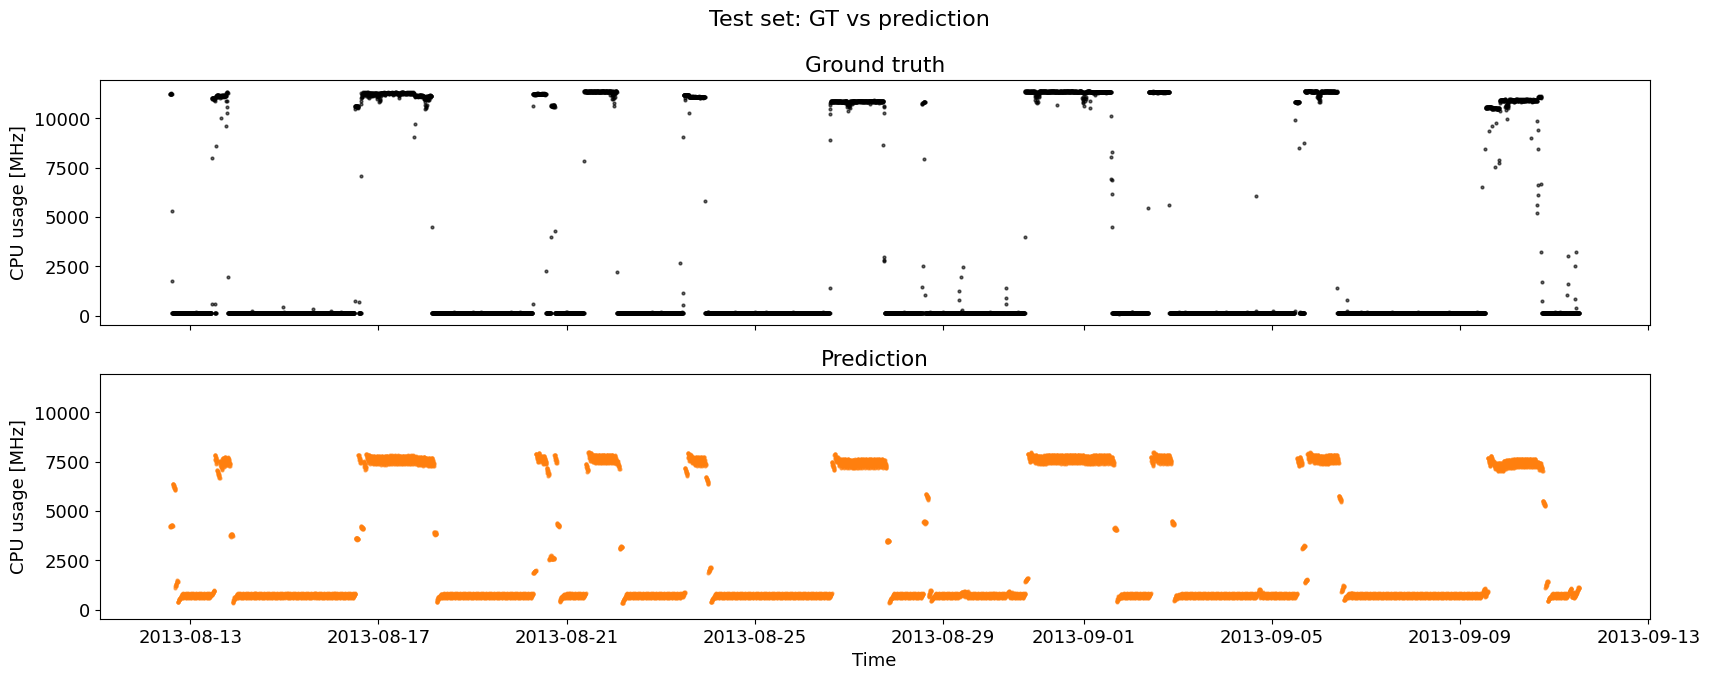 Test set: GT vs prediction
Ground truth
CPU usage [MHz]
10000
7500
5000
2500
0
Prediction
CPU usage [MHz]
10000
7500
5000
2500
0
2013-08-13 2013-08-17 2013-08-21 2013-08-25 2013-08-29 2013-09-01 2013-09-05 2013-09-09 2013-09-13
Time